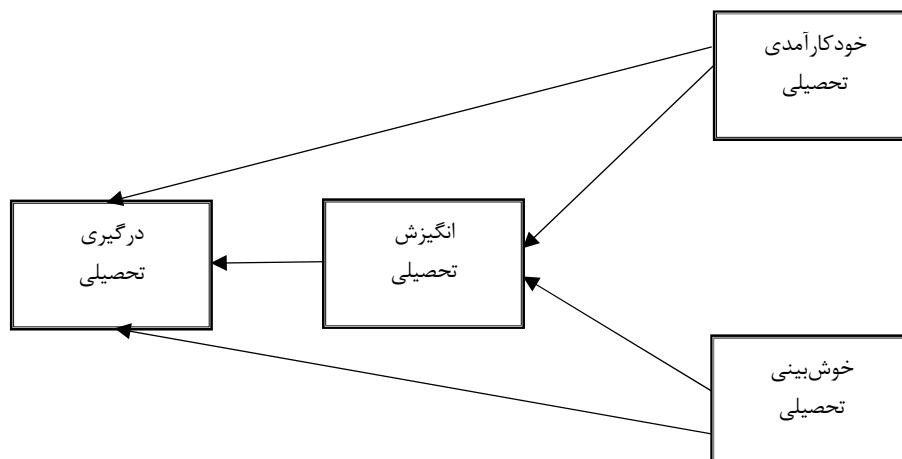 خودکارآمدی
تحصیلی
انگیزش
تحصیلی
درگیری
تحصیلی
خوش‌بینی
تحصیلی